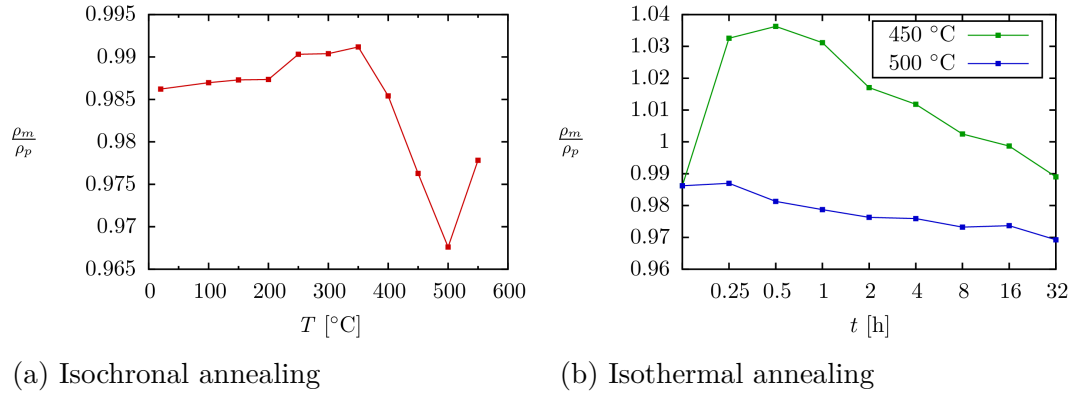 0.995
0.99
0.985
0.98
0.975
0.97
0.965
ρm/ρp
0 100 200 300 400 500 600
T [°C]
(a) Isochronal annealing
1.04
1.03
1.02
1.01
1
0.99
0.98
0.97
0.96
ρm/ρp
450 °C
500 °C
0.25 0.5 1 2 4 8 16 32
t [h]
(b) Isothermal annealing